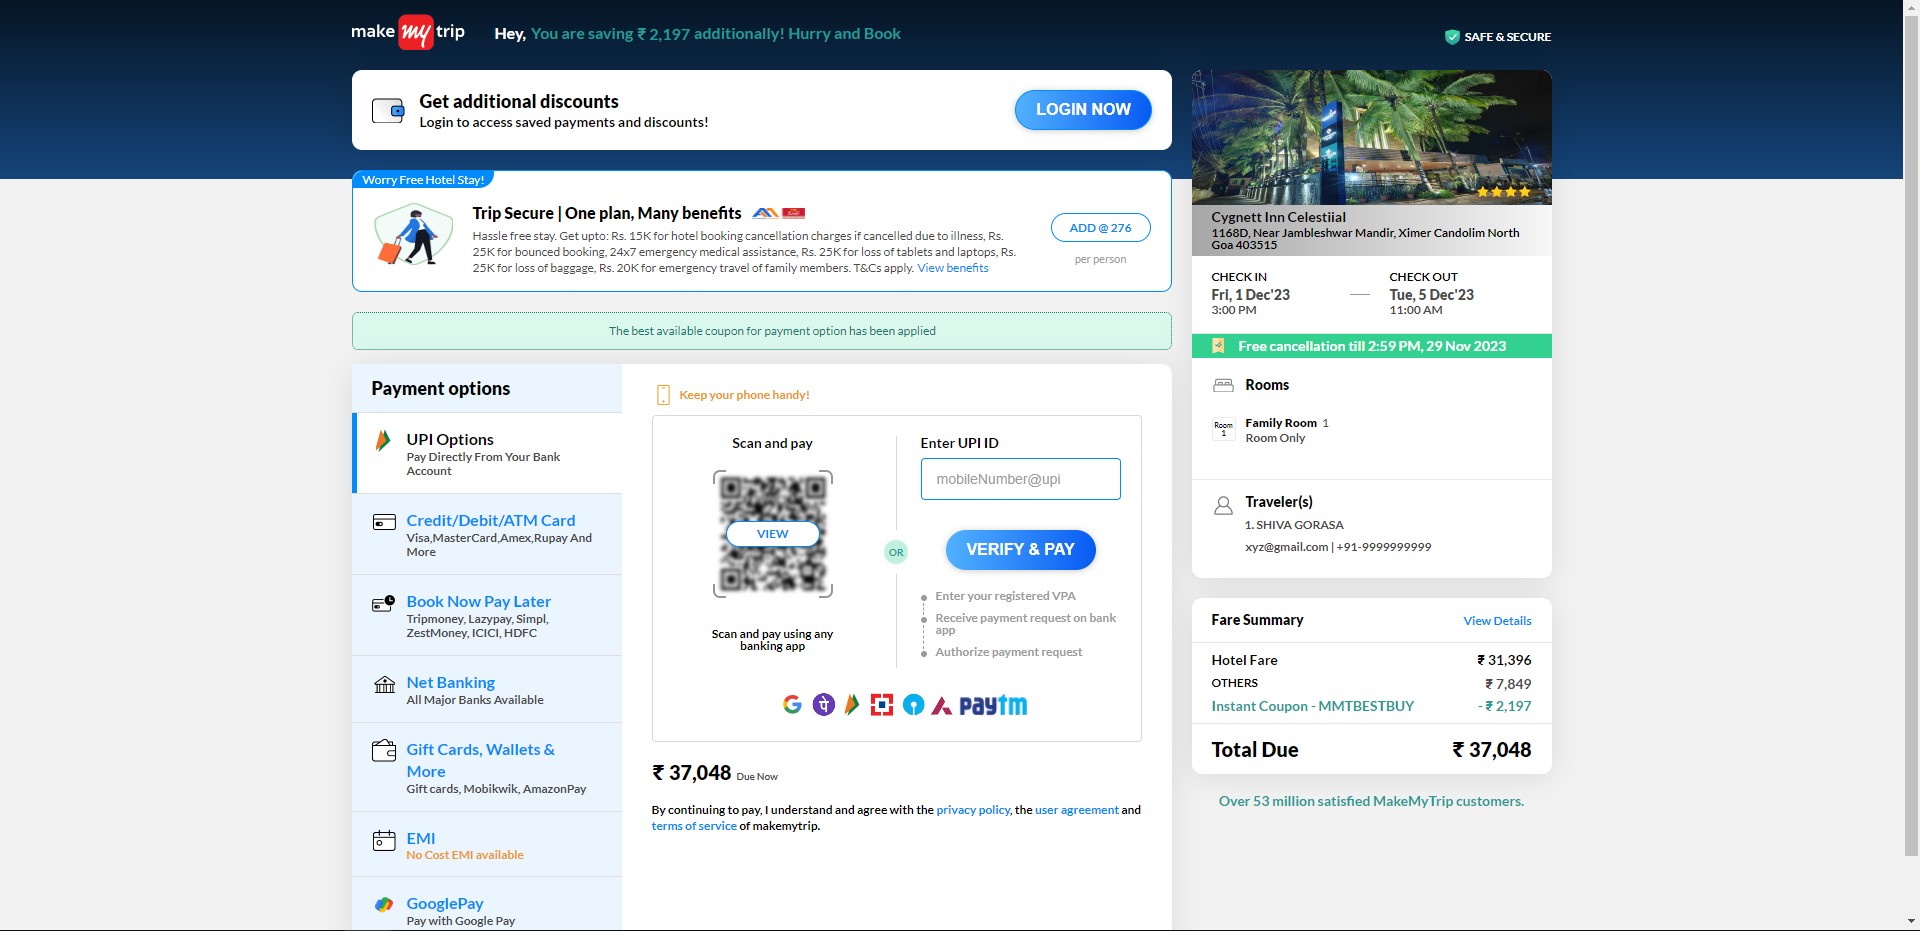 make my trip
Hey, You are saving ₹ 2,197 additionally! Hurry and Book
SAFE & SECURE
Get additional discounts
Login to access saved payments and discounts!
LOGIN NOW
Worry Free Hotel Stay!
Trip Secure | One plan, Many benefits
Hassle free stay. Get upto: Rs. 15K for hotel booking cancellation charges if cancelled due to illness, Rs.
25K for bounced booking, 24x7 emergency medical assistance, Rs. 25K for loss of tablets and laptops, Rs.
25K for loss of baggage, Rs. 20K for emergency travel of family members. T&Cs apply. View benefits
ADD @ 276
per person
The best available coupon for payment option has been applied
Payment options
UPI Options
Pay Directly From Your Bank
Account
Credit/Debit/ATM Card
Visa,MasterCard,Amex,Rupay And
More
Book Now Pay Later
Tripmoney, Lazypay, Simpl,
ZestMoney, ICICI, HDFC
Net Banking
All Major Banks Available
Gift Cards, Wallets &
More
Gift cards, Mobikwik, AmazonPay
EMI
No Cost EMI available
GooglePay
Pay with Google Pay
Keep your phone handy!
Scan and pay
VIEW
Scan and pay using any
banking app
OR
Enter UPI ID
mobileNumber@upi
VERIFY & PAY
Enter your registered VPA
Receive payment request on bank
app
Authorize payment request
G पे paytm
₹ 37,048 Due Now
By continuing to pay, I understand and agree with the privacy policy, the user agreement and
terms of service of makemytrip.
Cygnett Inn Celestiial
1168D, Near Jambleshwar Mandir, Ximer Candolim North
Goa 403515
CHECK IN
Fri, 1 Dec'23
3:00 PM
CHECK OUT
Tue, 5 Dec'23
11:00 AM
Free cancellation till 2:59 PM, 29 Nov 2023
Rooms
Room
1
Family Room 1
Room Only
Traveler(s)
1. SHIVA GORASA
xyz@gmail.com | +91-9999999999
Fare Summary
View Details
Hotel Fare ₹ 31,396
OTHERS ₹ 7,849
Instant Coupon - MMTBESTBUY - ₹ 2,197
Total Due ₹ 37,048
Over 53 million satisfied MakeMyTrip customers.